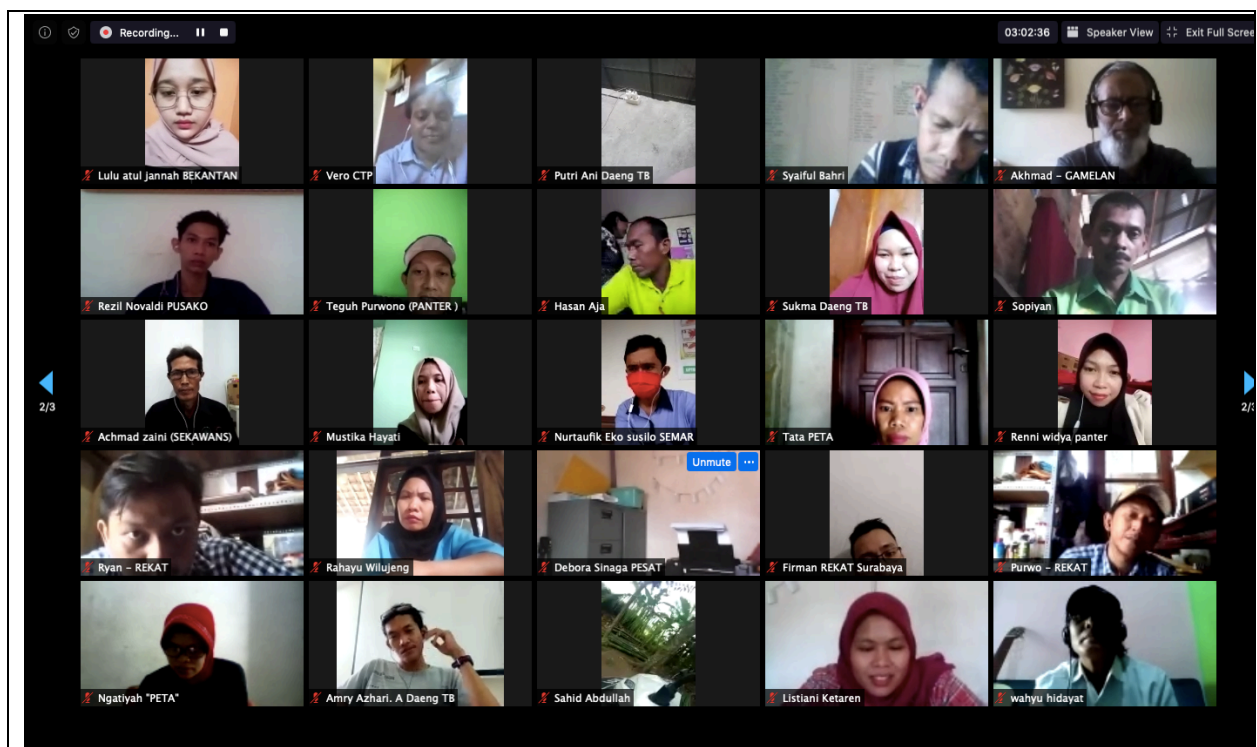 Recording...
03:02:36 Speaker View Exit Full Scree
Lulu atul jannah BEKANTAN
Vero CTP
Putri Ani Daeng TB
Syaiful Bahri
Akhmad - GAMELAN
Rezil Novaldi PUSAKO
Teguh Purwono (PANTER )
Hasan Aja
Sukma Daeng TB
Sopiyan
2/3
Achmad zaini (SEKAWANS)
Mustika Hayati
Nurtaufik Eko susilo SEMAR
Tata PETA
Renni widya panter
2/
Unmute
Ryan - REKAT
Rahayu Wilujeng
Debora Sinaga PESAT
Firman REKAT Surabaya
Purwo - REKAT
Ngatiyah "PETA"
Amry Azhari. A Daeng TB
Sahid Abdullah
Listiani Ketaren
wahyu hidayat